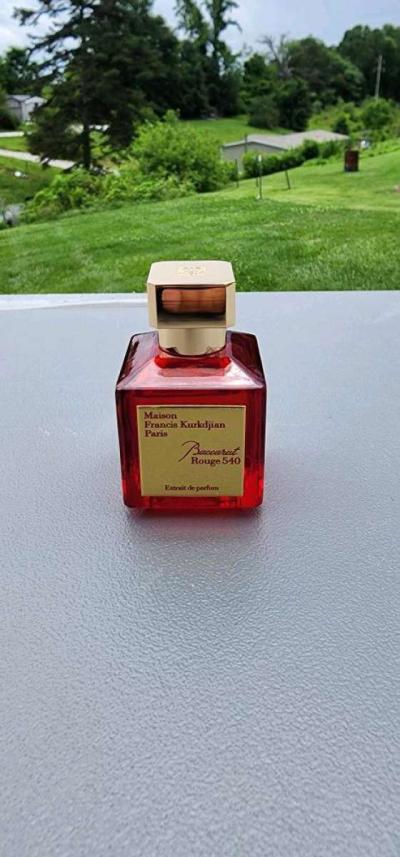 Maison
Francis Kurkdjian
Paris
Baccarat
Rouge 540
Extrait de parfum